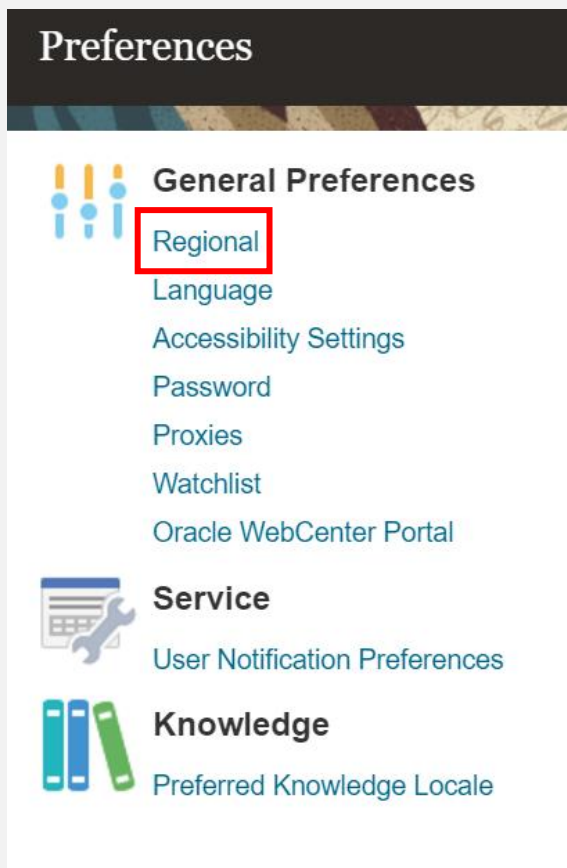 Preferences
General Preferences
Regional
Language
Accessibility Settings
Password
Proxies
Watchlist
Oracle WebCenter Portal
Service
User Notification Preferences
Knowledge
Preferred Knowledge Locale